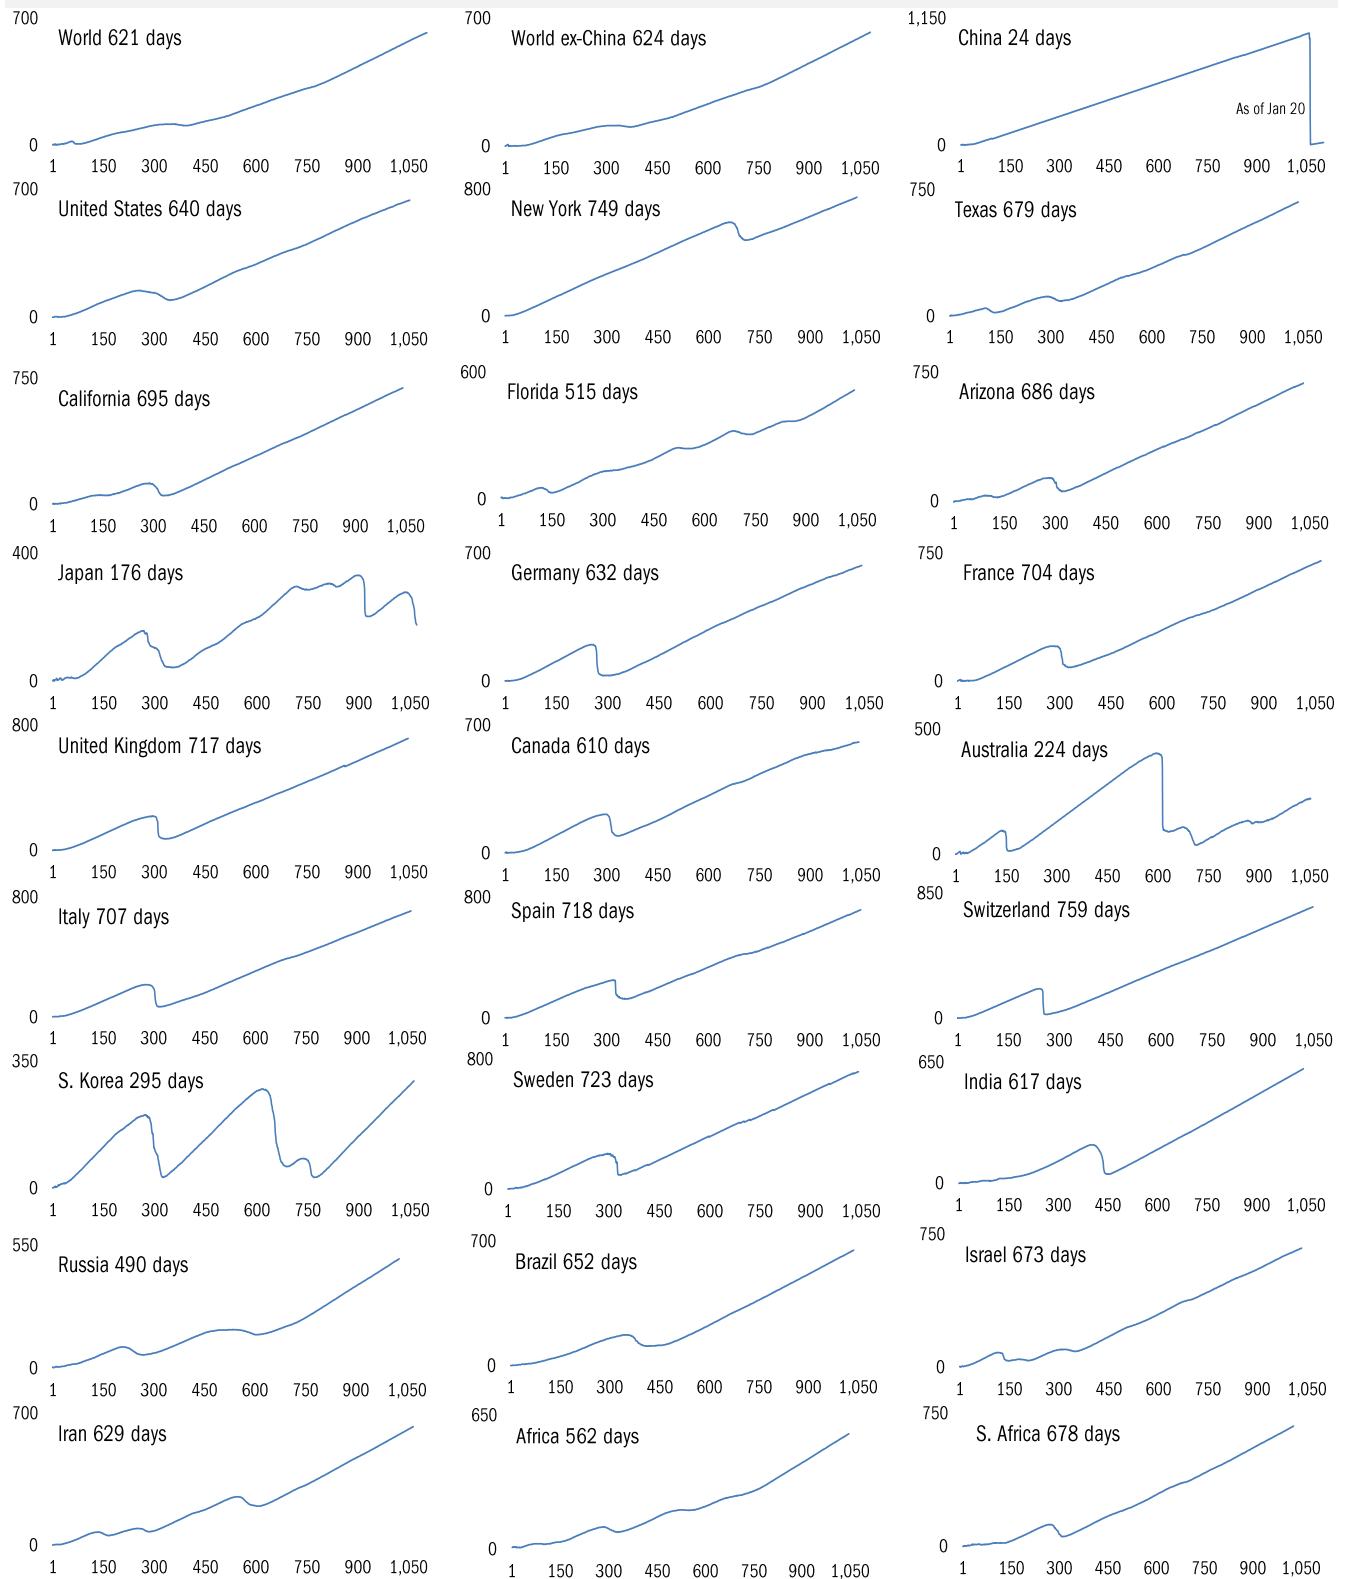 700
World 621 days
0
1 150 300 450 600 750 900 1,050
700
World ex-China 624 days
0
1 150 300 450 600 750 900 1,050
1,150
China 24 days
As of Jan 20
0
1 150 300 450 600 750 900 1,050
700
United States 640 days
0
1 150 300 450 600 750 900 1,050
800
New York 749 days
0
1 150 300 450 600 750 900 1,050
750
Texas 679 days
0
1 150 300 450 600 750 900 1,050
750
California 695 days
0
1 150 300 450 600 750 900 1,050
600
Florida 515 days
0
1 150 300 450 600 750 900 1,050
750
Arizona 686 days
0
1 150 300 450 600 750 900 1,050
400
Japan 176 days
0
1 150 300 450 600 750 900 1,050
700
Germany 632 days
0
1 150 300 450 600 750 900 1,050
750
France 704 days
0
1 150 300 450 600 750 900 1,050
800
United Kingdom 717 days
0
1 150 300 450 600 750 900 1,050
700
Canada 610 days
0
1 150 300 450 600 750 900 1,050
500
Australia 224 days
0
1 150 300 450 600 750 900 1,050
800
Italy 707 days
0
1 150 300 450 600 750 900 1,050
800
Spain 718 days
0
1 150 300 450 600 750 900 1,050
850
Switzerland 759 days
0
1 150 300 450 600 750 900 1,050
350
S. Korea 295 days
0
1 150 300 450 600 750 900 1,050
800
Sweden 723 days
0
1 150 300 450 600 750 900 1,050
650
India 617 days
0
1 150 300 450 600 750 900 1,050
550
Russia 490 days
0
1 150 300 450 600 750 900 1,050
700
Brazil 652 days
0
1 150 300 450 600 750 900 1,050
750
Israel 673 days
0
1 150 300 450 600 750 900 1,050
700
Iran 629 days
0
1 150 300 450 600 750 900 1,050
650
Africa 562 days
0
1 150 300 450 600 750 900 1,050
750
S. Africa 678 days
0
1 150 300 450 600 750 900 1,050